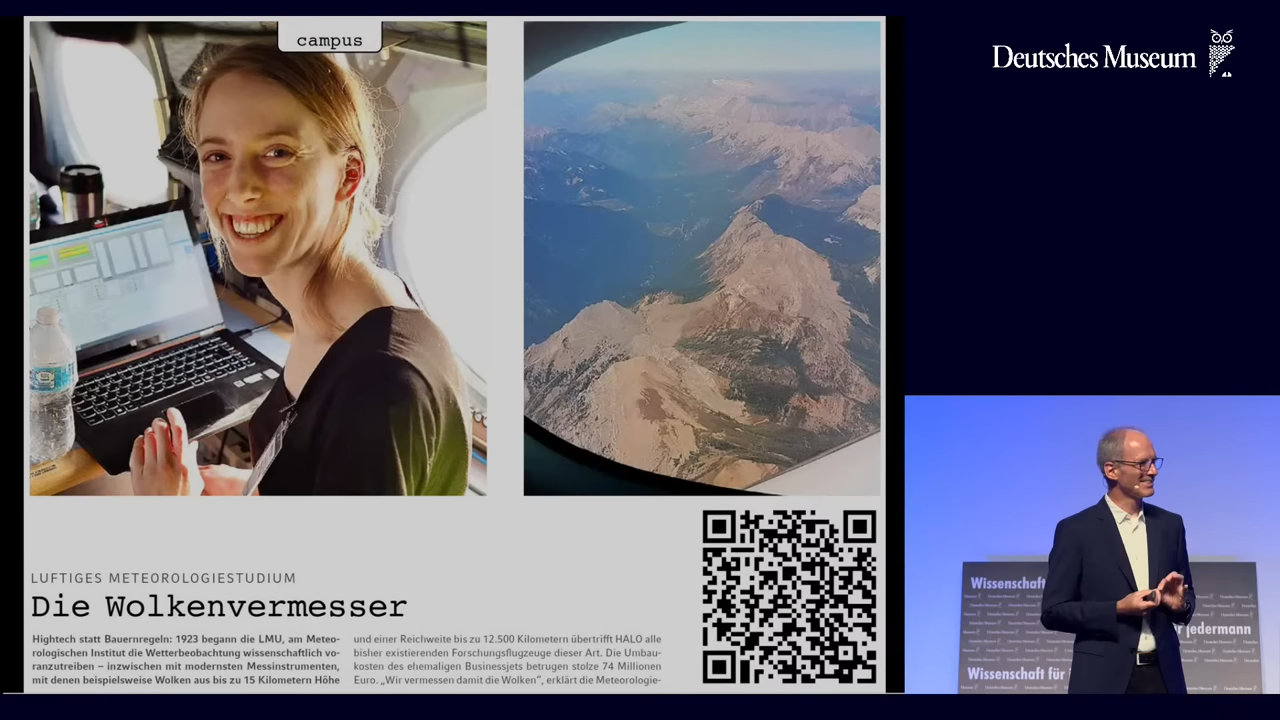 campus
Deutsches Museum
LUFTIGES METEOROLOGIESTUDIUM
Die Wolkenvermesser
Hightech statt Bauernregeln: 1923 begann die LMU, am Meteo-
rologischen Institut die Wetterbeobachtung wissenschaftlich vo-
ranzutreiben – inzwischen mit modernsten Messinstrumenten,
mit denen beispielsweise Wolken aus bis zu 15 Kilometern Höhe
und einer Reichweite bis zu 12.500 Kilometern übertrifft HALO alle
bisher existierenden Forschungsflugzeuge dieser Art. Die Umbau-
kosten des ehemaligen Businessjets betrugen stolze 74 Millionen
Euro. „Wir vermessen damit die Wolken“, erklärt die Meteorologie-
Wissenschaft
r jedermann
Wissenschaft für